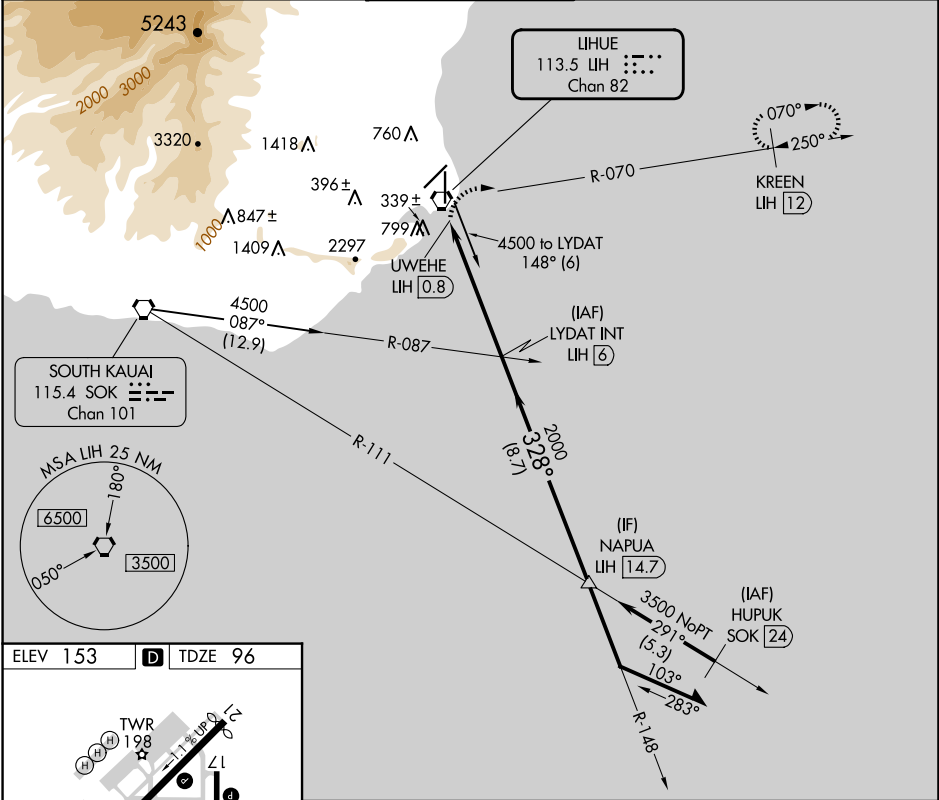 5243
2000 3000
3320
1418
760
396±
339±
847±
799
1000
1409
2297
LIHUE
113.5 LIH
Chan 82
070°
250°
R-070
KREEN
LIH 12
UWEHE
LIH 0.8
4500 to LYDAT
148° (6)
4500
087°
(12.9)
R-087
(IAF)
LYDAT INT
LIH 6
SOUTH KAUAI
115.4 SOK
Chan 101
R-111
2000
328°
(8.7)
MSA LIH 25 NM
180°
6500
3500
050°
(IF)
NAPUA
LIH 14.7
3500 NoPT
291°
(5.3)
(IAF)
HUPUK
SOK 24
103°
283°
R-148
ELEV 153
D
TDZE 96
TWR
198
H H H
1.1% UP
21
17
P
P